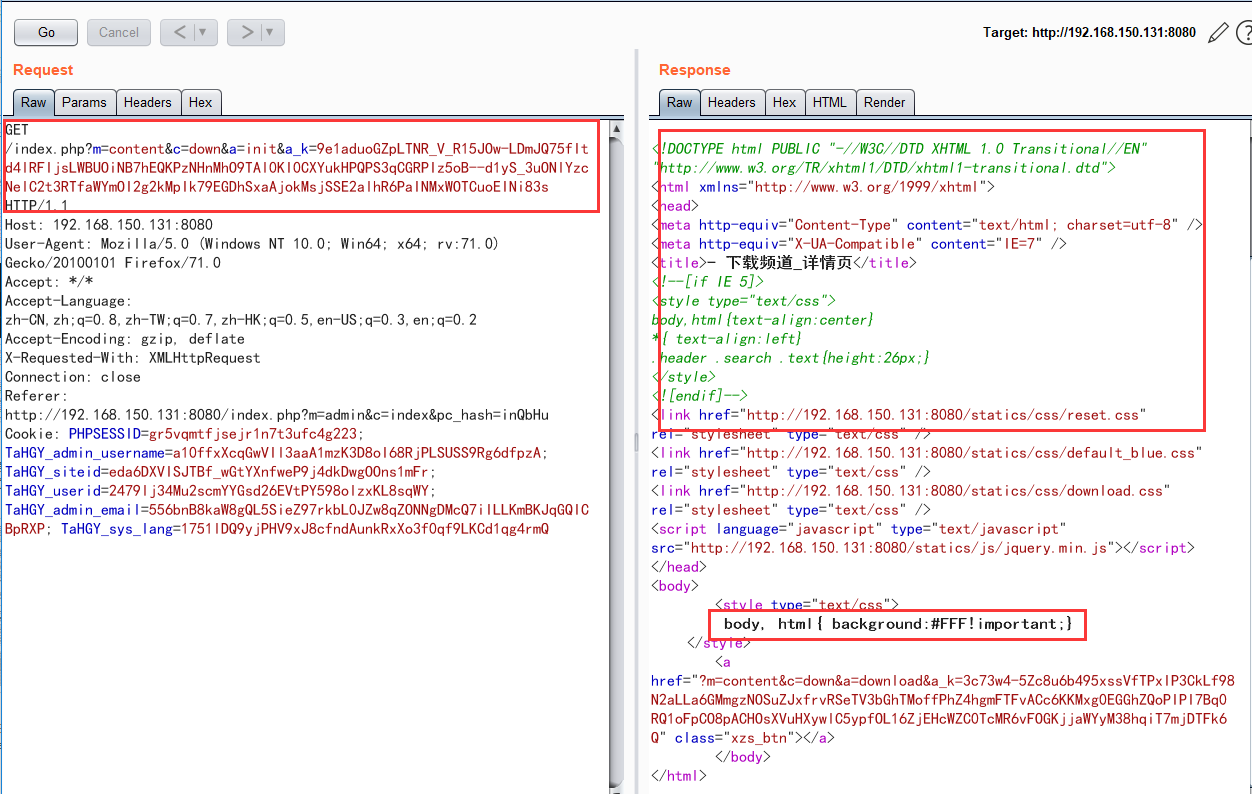 Go
Cancel
<
>
Target: http://192.168.150.131:8080
?
Request
Raw
Params
Headers
Hex
GET
/index.php?m=content&c=down&a=init&a_k=9e1aduoGZpLTNR_V_R15JOw-LDmJQ75fIt
d4lRFIjsLWBUOiNB7hEQKPzNHnMhO9TAlOKlOCXYukHPQPS3qCGRPlz5oB--d1yS_3uONlYzc
NelC2t3RTfaWYmOl2g2kMplk79EGDhSxaAjokMsjSSE2alhR6PalNMxWOTCuoElNi83s
HTTP/1.1
Host: 192.168.150.131:8080
User-Agent: Mozilla/5.0 (Windows NT 10.0; Win64; x64; rv:71.0)
Gecko/20100101 Firefox/71.0
Accept: */*
Accept-Language:
zh-CN,zh;q=0.8,zh-TW;q=0.7,zh-HK;q=0.5,en-US;q=0.3,en;q=0.2
Accept-Encoding: gzip, deflate
X-Requested-With: XMLHttpRequest
Connection: close
Referer:
http://192.168.150.131:8080/index.php?m=admin&c=index&pc_hash=inQbHu
Cookie: PHPSESSID=gr5vqmtfjsejr1n7t3ufc4g223;
TaHGY_admin_username=a10ffxXcqGwVlI3aaA1mzK3D8ol68RjPLSUSS9Rg6dfpzA;
TaHGY_siteid=eda6DXVlSJTBf_wGtYXnfweP9j4dkDwgOOns1mFr;
TaHGY_userid=2479lj34Mu2scmYYGsd26EVtPY598olzxKL8sqWY;
TaHGY_admin_email=556bnB8kaW8gQL5SieZ97rkbLOJZw8qZONNgDMcQ7ilLLKmBKJqGQlC
BpRXP; TaHGY_sys_lang=1751lDQ9yjPHV9xJ8cfndAunkRxXo3fOqf9LKCd1qg4rmQ
Response
Raw
Headers
Hex
HTML
Render
<!DOCTYPE html PUBLIC "-//W3C//DTD XHTML 1.0 Transitional//EN"
"http://www.w3.org/TR/xhtml1/DTD/xhtml1-transitional.dtd">
<html xmlns="http://www.w3.org/1999/xhtml">
<head>
<meta http-equiv="Content-Type" content="text/html; charset=utf-8" />
<meta http-equiv="X-UA-Compatible" content="IE=7" />
<title>- 下载频道_详情页</title>
<!--[if IE 5]>
<style type="text/css">
body,html{text-align:center}
*{ text-align:left}
.header .search .text{height:26px;}
</style>
<![endif]-->
<link href="http://192.168.150.131:8080/statics/css/reset.css"
rel="stylesheet" type="text/css" />
<link href="http://192.168.150.131:8080/statics/css/default_blue.css"
rel="stylesheet" type="text/css" />
<link href="http://192.168.150.131:8080/statics/css/download.css"
rel="stylesheet" type="text/css" />
<script language="javascript" type="text/javascript"
src="http://192.168.150.131:8080/statics/js/jquery.min.js"></script>
</head>
<body>
<style type="text/css">
body, html{ background:#FFF!important;}
</style>
<a
href="?m=content&c=down&a=download&a_k=3c73w4-5Zc8u6b495xssVfTPxlP3CkLf98
N2aLLa6GMmgzNOSuZJxfrvRSeTV3bGhTMoffPhZ4hgmFTFvACc6KKMxg0EGGhZQoPlPl7Bq0
RQ1oFpCO8pACHOsXVuHXywlC5ypfOL16ZjEHcWZCOTcMR6vFOGKjjaWYyM38hqiT7mjDTFk6
Q" class="xzs_btn"></a>
</body>
</html>